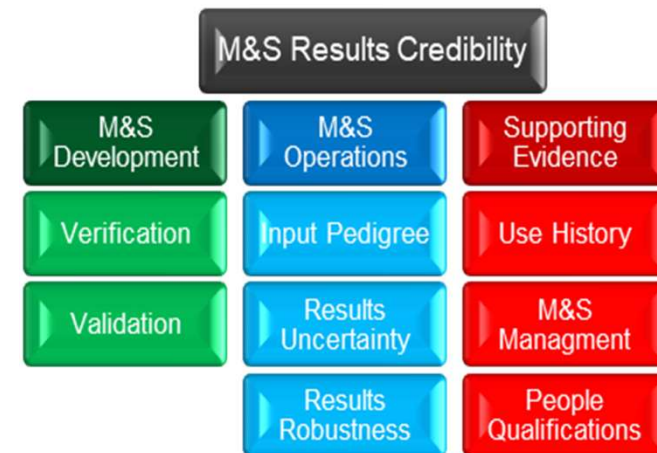 M&S Results Credibility
M&S
Development
Verification
Validation
M&S
Operations
Input Pedigree
Results
Uncertainty
Results
Robustness
Supporting
Evidence
Use History
M&S
Managment
People
Qualifications